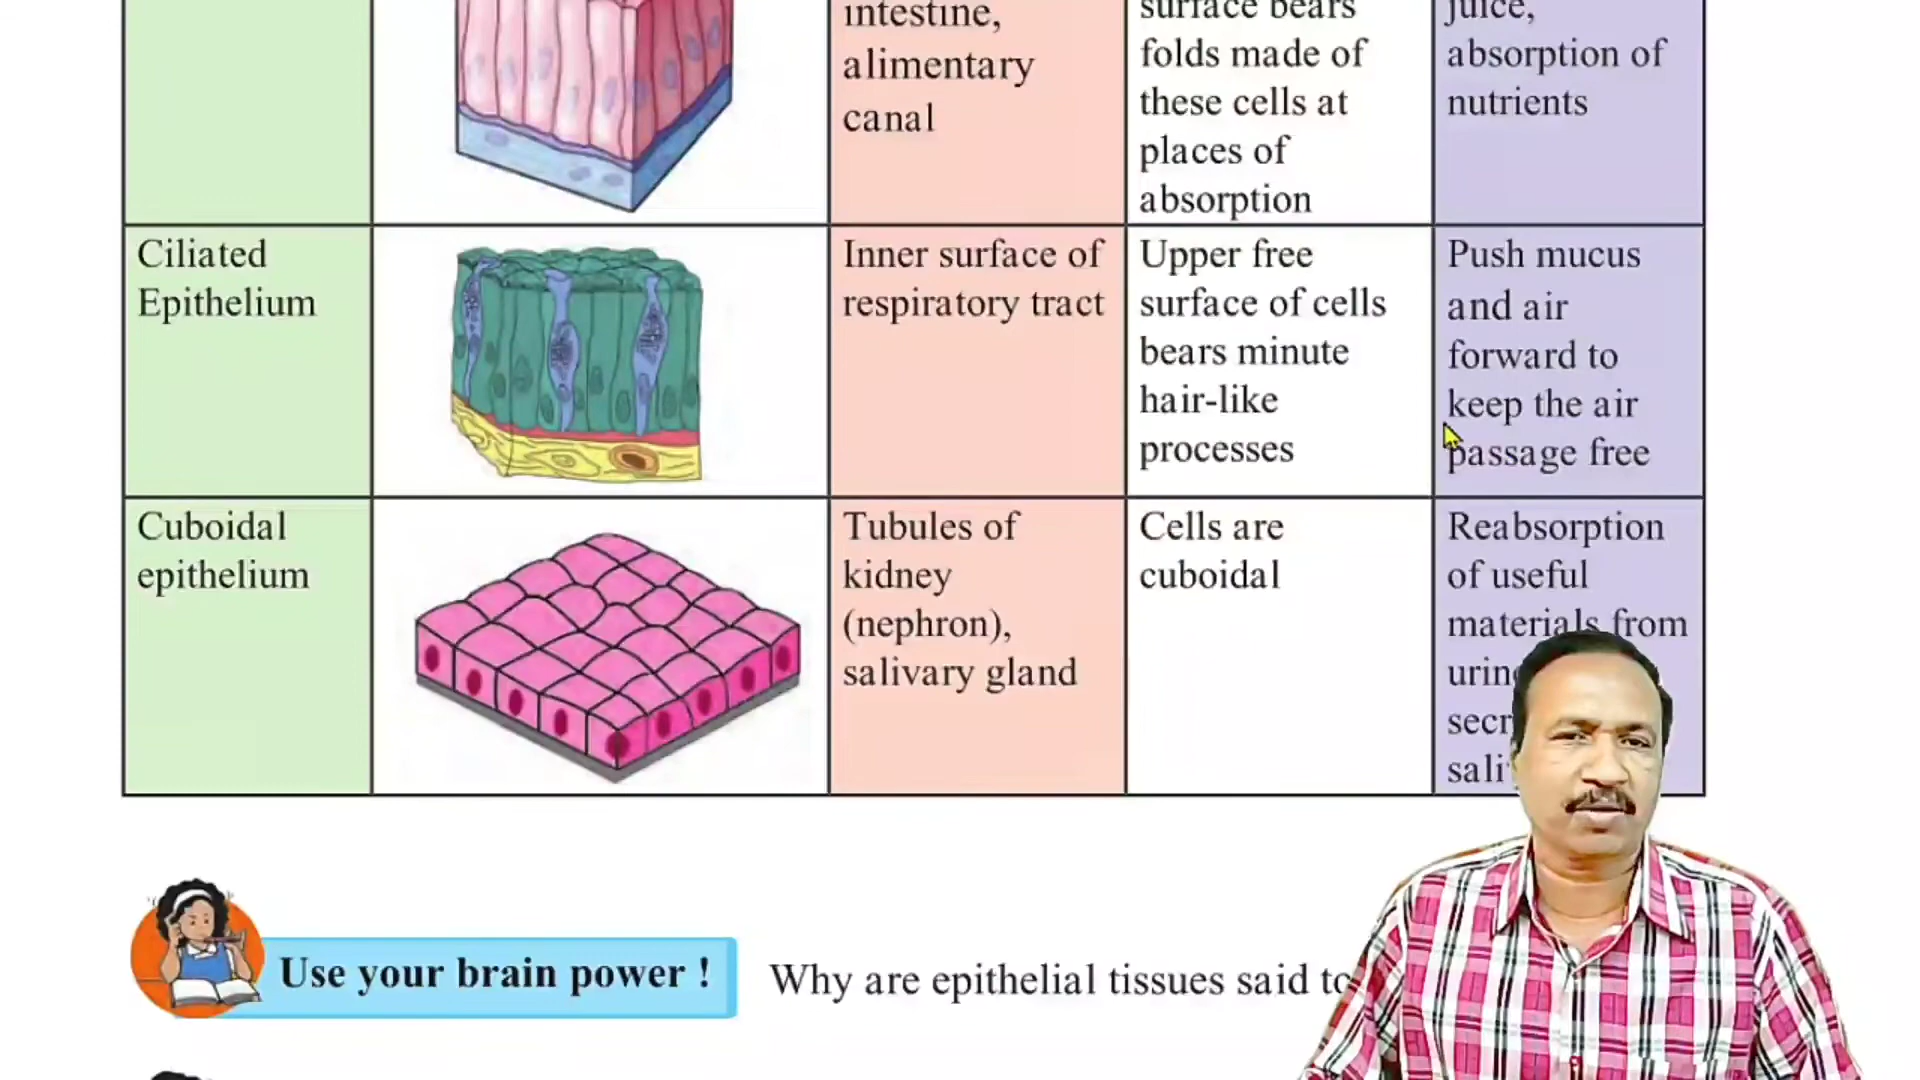 intestine,
alimentary
canal
surface bears
folds made of
these cells at
places of
absorption
juice,
absorption of
nutrients
Ciliated
Epithelium
Inner surface of
respiratory tract
Upper free
surface of cells
bears minute
hair-like
processes
Push mucus
and air
forward to
keep the air
passage free
Cuboidal
epithelium
Tubules of
kidney
(nephron),
salivary gland
Cells are
cuboidal
Reabsorption
of useful
materials from
Use your brain power !
Why are epithelial tissues said to